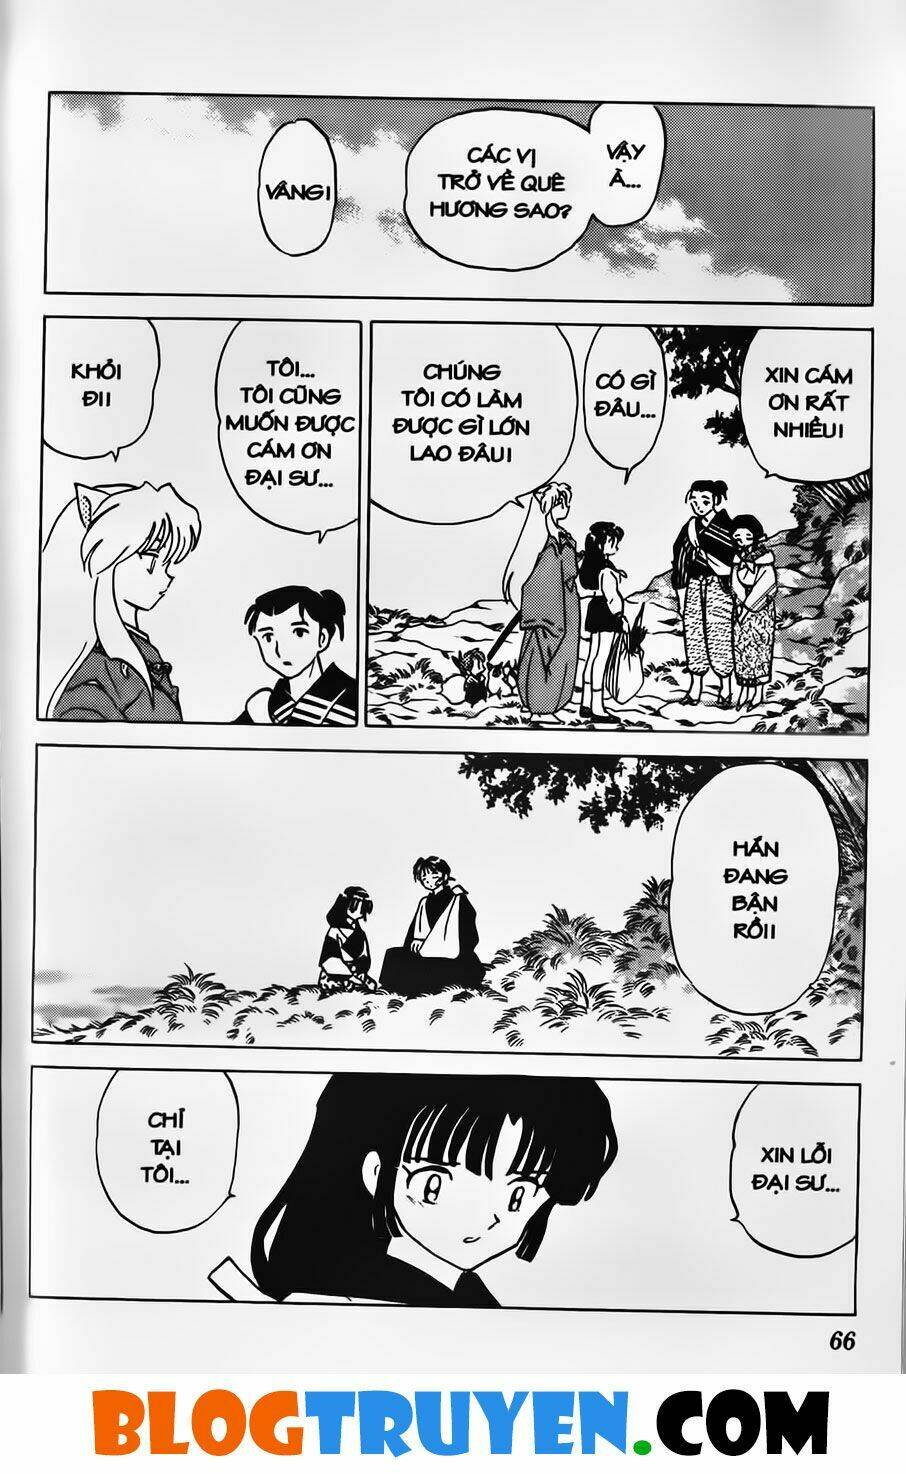 VẬY
À...
CÁC VỊ
TRỞ VỀ QUÊ
HƯƠNG SAO?
VÂNG!
XIN CÁM
ƠN RẤT
NHIỀU!
CÓ GÌ
ĐÂU...
CHÚNG
TÔI CÓ LÀM
ĐƯỢC GÌ LỚN
LAO ĐÂU!
TÔI...
TÔI CŨNG
MUỐN ĐƯỢC
CÁM ƠN
ĐẠI SƯ...
KHỎI
ĐI!
HẮN
ĐANG
BẬN
RỒI!
XIN LỖI
ĐẠI SƯ...
CHỈ
TẠI
TÔI...
66
BLOGTRUYEN.COM